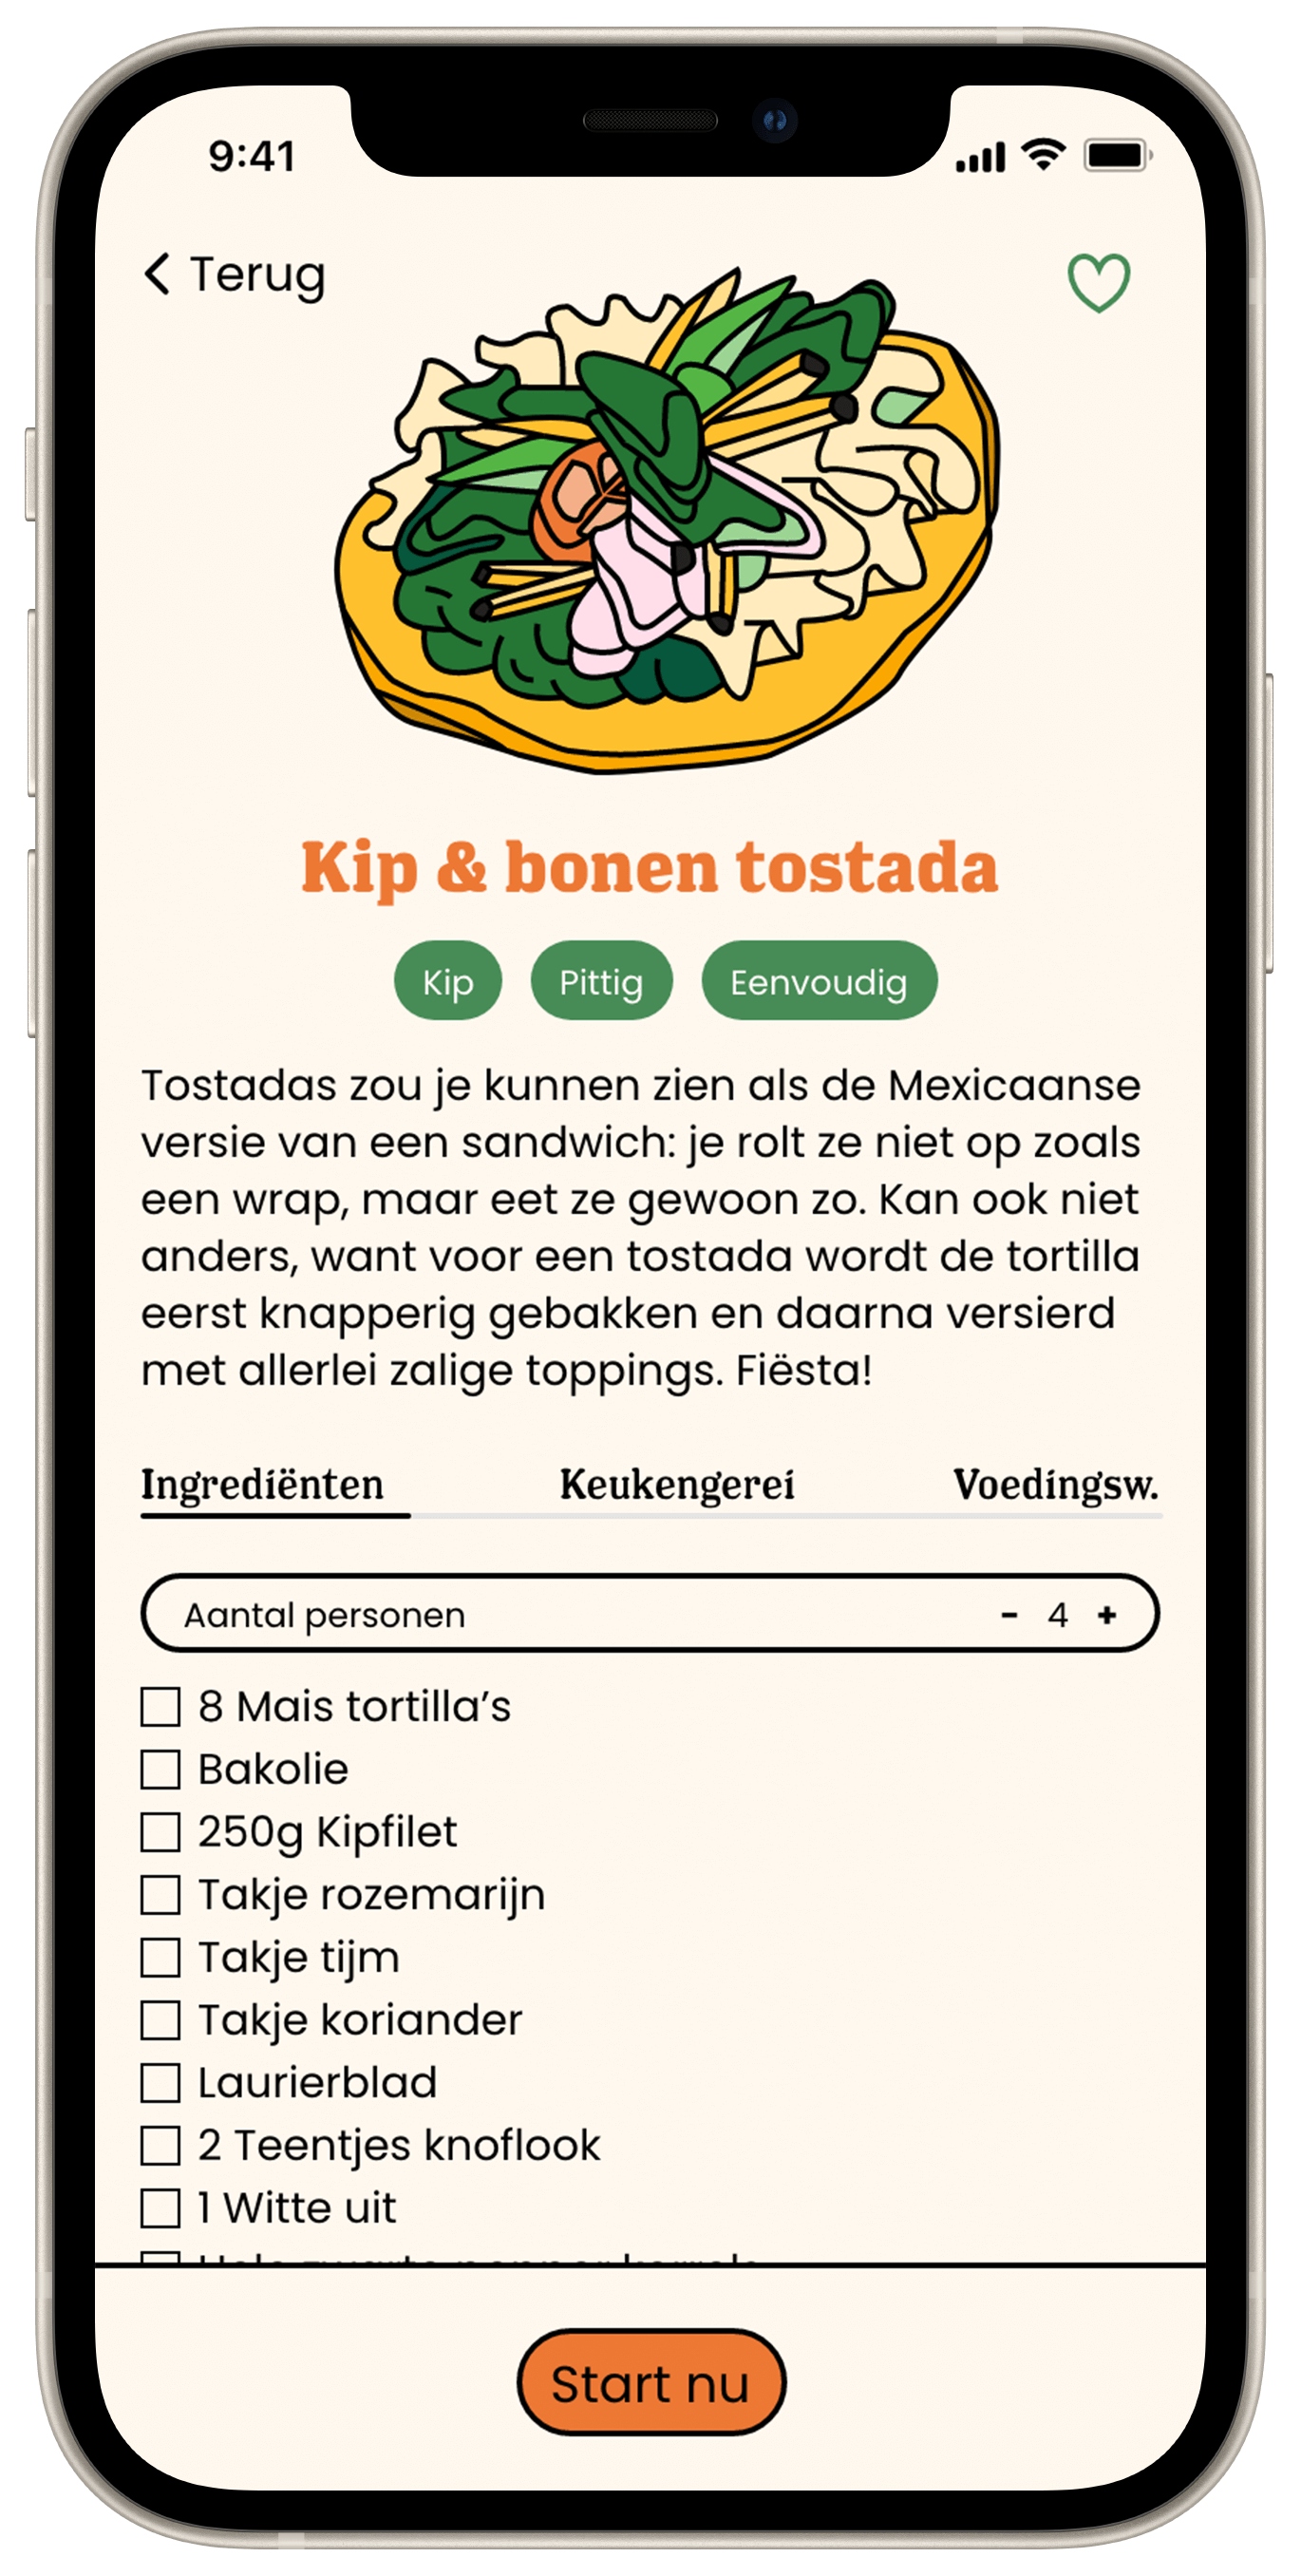 9:41
Terug
Kip & bonen tostada
Kip Pittig Eenvoudig
Tostadas zou je kunnen zien als de Mexicaanse
versie van een sandwich: je rolt ze niet op zoals
een wrap, maar eet ze gewoon zo. Kan ook niet
anders, want voor een tostada wordt de tortilla
eerst knapperig gebakken en daarna versierd
met allerlei zalige toppings. Fiësta!
Ingrediënten Keukengerei Voedingsw.
Aantal personen - 4 +
8 Mais tortilla’s
Bakolie
250g Kipfilet
Takje rozemarijn
Takje tijm
Takje koriander
Laurierblad
2 Teentjes knoflook
1 Witte uit
Start nu